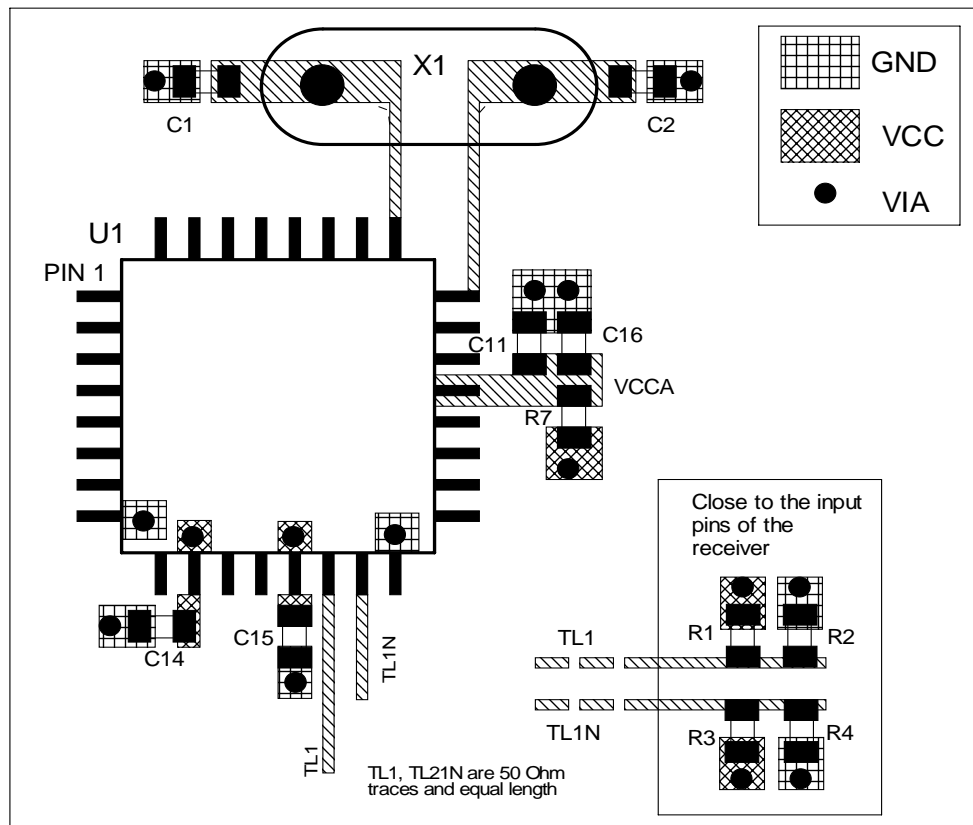 X1
C1
C2
GND
VCC
VIA
U1
PIN 1
C11
C16
VCCA
R7
C14
C15
TL1
TL1N
TL1, TL21N are 50 Ohm
traces and equal length
Close to the input
pins of the
receiver
R1
R2
TL1
TL1N
R3
R4